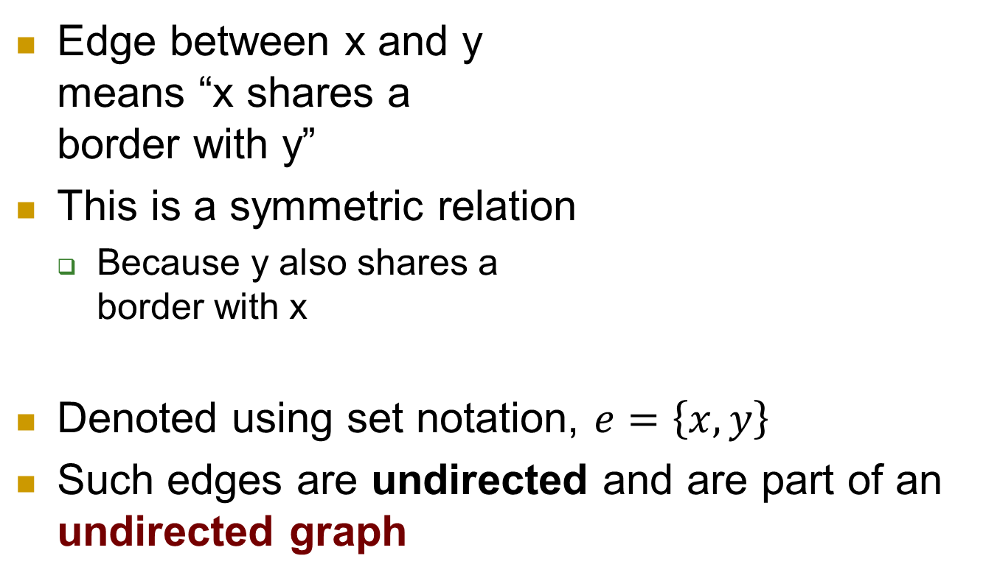 Edge between x and y
means “x shares a
border with y”
This is a symmetric relation
Because y also shares a
border with x
Denoted using set notation, e = {x, y}
Such edges are undirected and are part of an
undirected graph